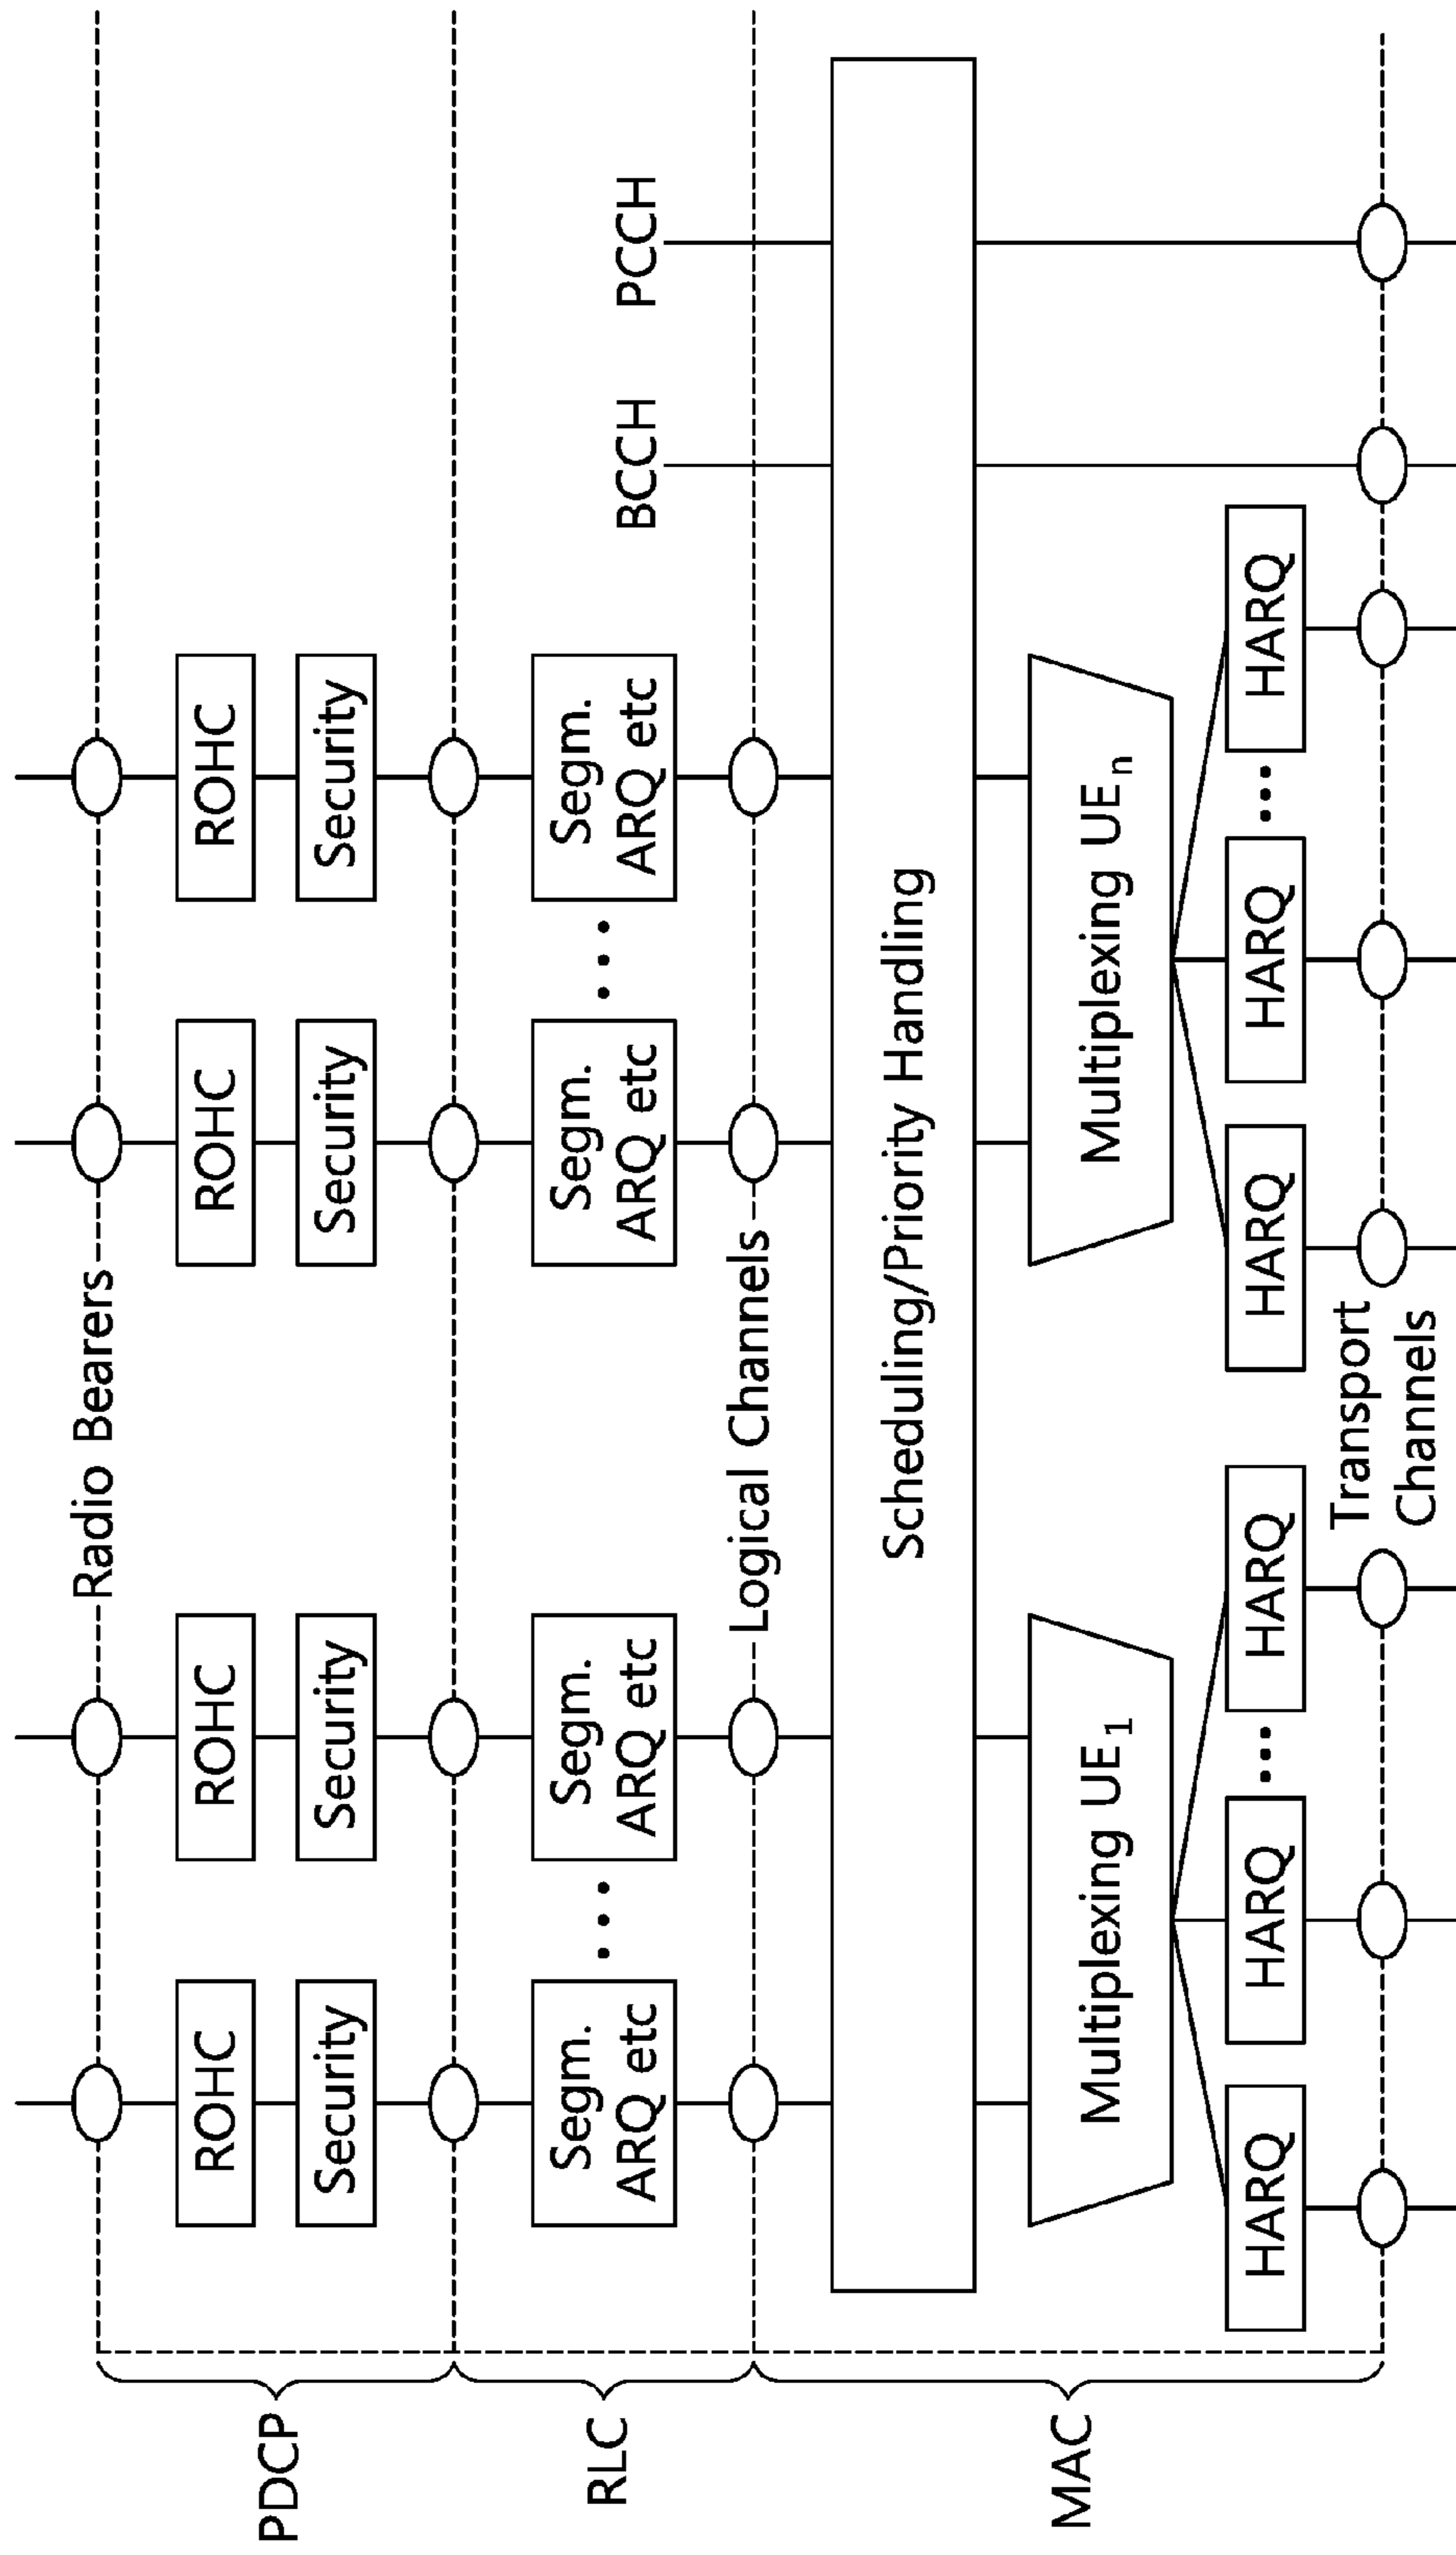 Radio Bearers
PDCP
ROHC
ROHC
ROHC
ROHC
Security
Security
Security
Security
RLC
Segm.
ARQ etc
...
Segm.
ARQ etc
Segm.
ARQ etc
...
Segm.
ARQ etc
BCCH
PCCH
Logical Channels
Scheduling/Priority Handling
MAC
Multiplexing UE1
Multiplexing UEn
HARQ
HARQ
...
HARQ
HARQ
HARQ
...
HARQ
Transport
Channels